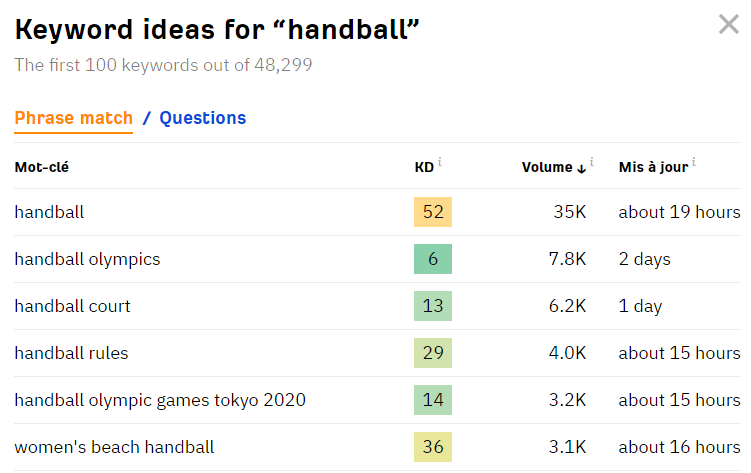 Keyword ideas for “handball”
The first 100 keywords out of 48,299
Phrase match / Questions
Mot-clé KD i Volume ↓ i Mis à jour i
handball 52 35K about 19 hours
handball olympics 6 7.8K 2 days
handball court 13 6.2K 1 day
handball rules 29 4.0K about 15 hours
handball olympic games tokyo 2020 14 3.2K about 15 hours
women's beach handball 36 3.1K about 16 hours